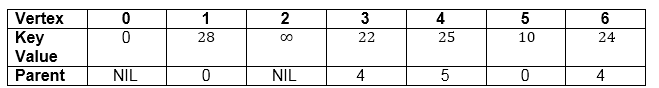 Vertex 0 1 2 3 4 5 6
Key 0 28 ∞ 22 25 10 24
Value
Parent NIL 0 NIL 4 5 0 4